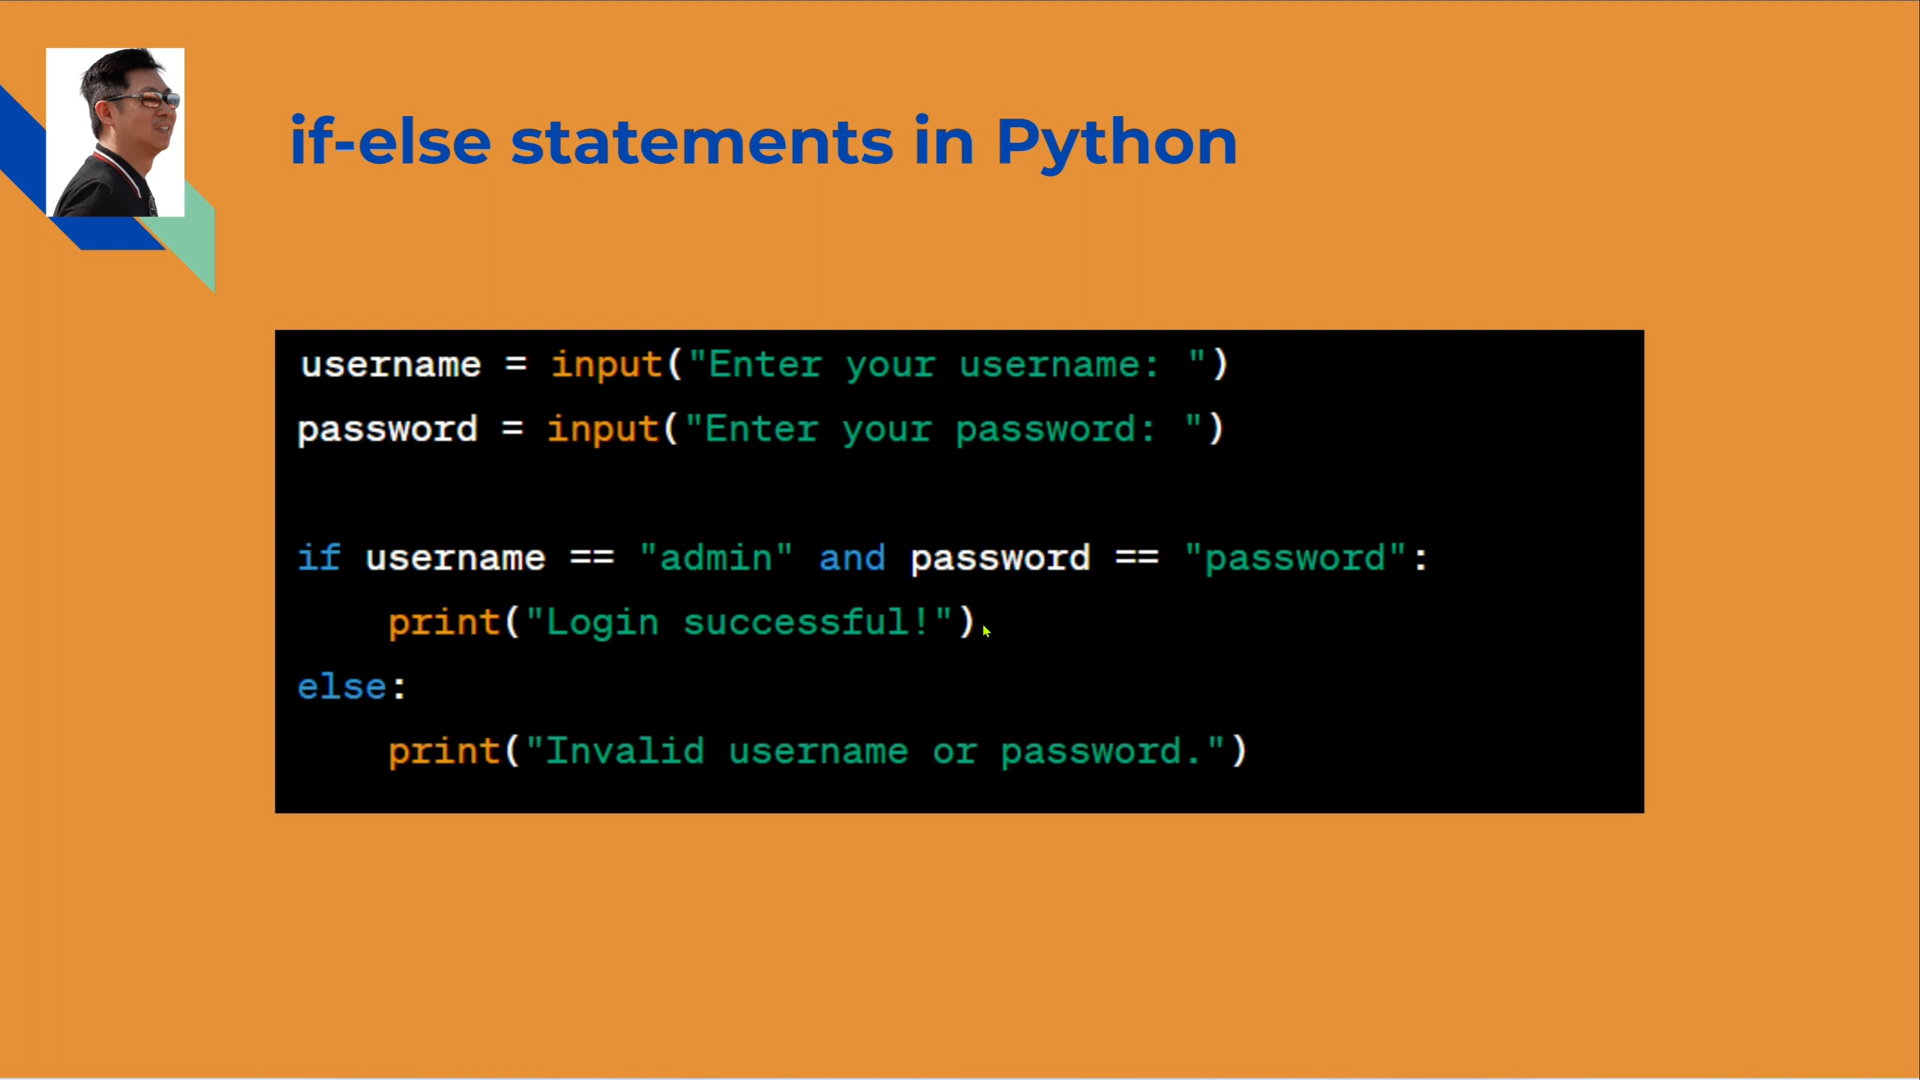 if-else statements in Python
username = input("Enter your username: ")
password = input("Enter your password: ")
if username == "admin" and password == "password":
print("Login successful!")
else:
print("Invalid username or password.")